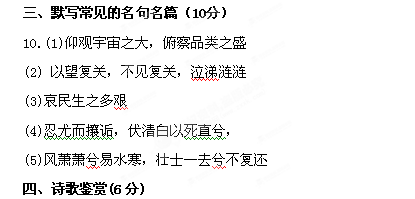 三、默写常见的名句名篇（10分）
10.(1)仰观宇宙之大，俯察品类之盛
(2) 以望复关，不见复关，泣涕涟涟
(3)哀民生之多艰
(4)忍尤而攘诟，伏清白以死直兮，
(5)风萧萧兮易水寒，壮士一去兮不复还
四、诗歌鉴赏(6 分)